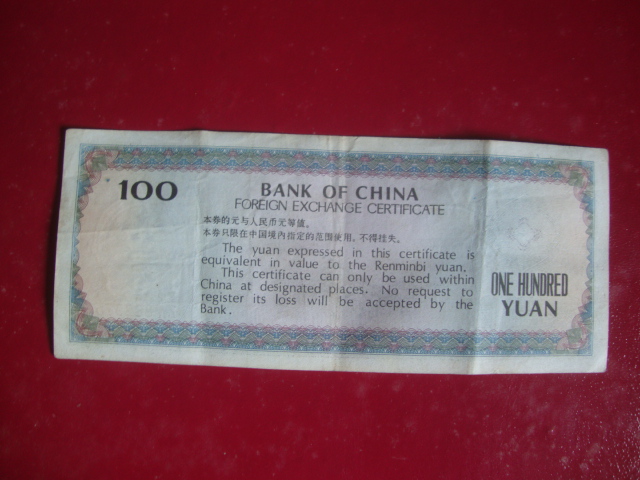 100
BANK OF CHINA
FOREIGN EXCHANGE CERTIFICATE
本券的元与人民币元等值。
本券只限在中国境内指定的范围使用，不得挂失。
The yuan expressed in this certificate is
equivalent in value to the Renminbi yuan.
This certificate can only be used within
China at designated places. No request to
register its loss will be accepted by the
Bank.
ONE HUNDRED
YUAN